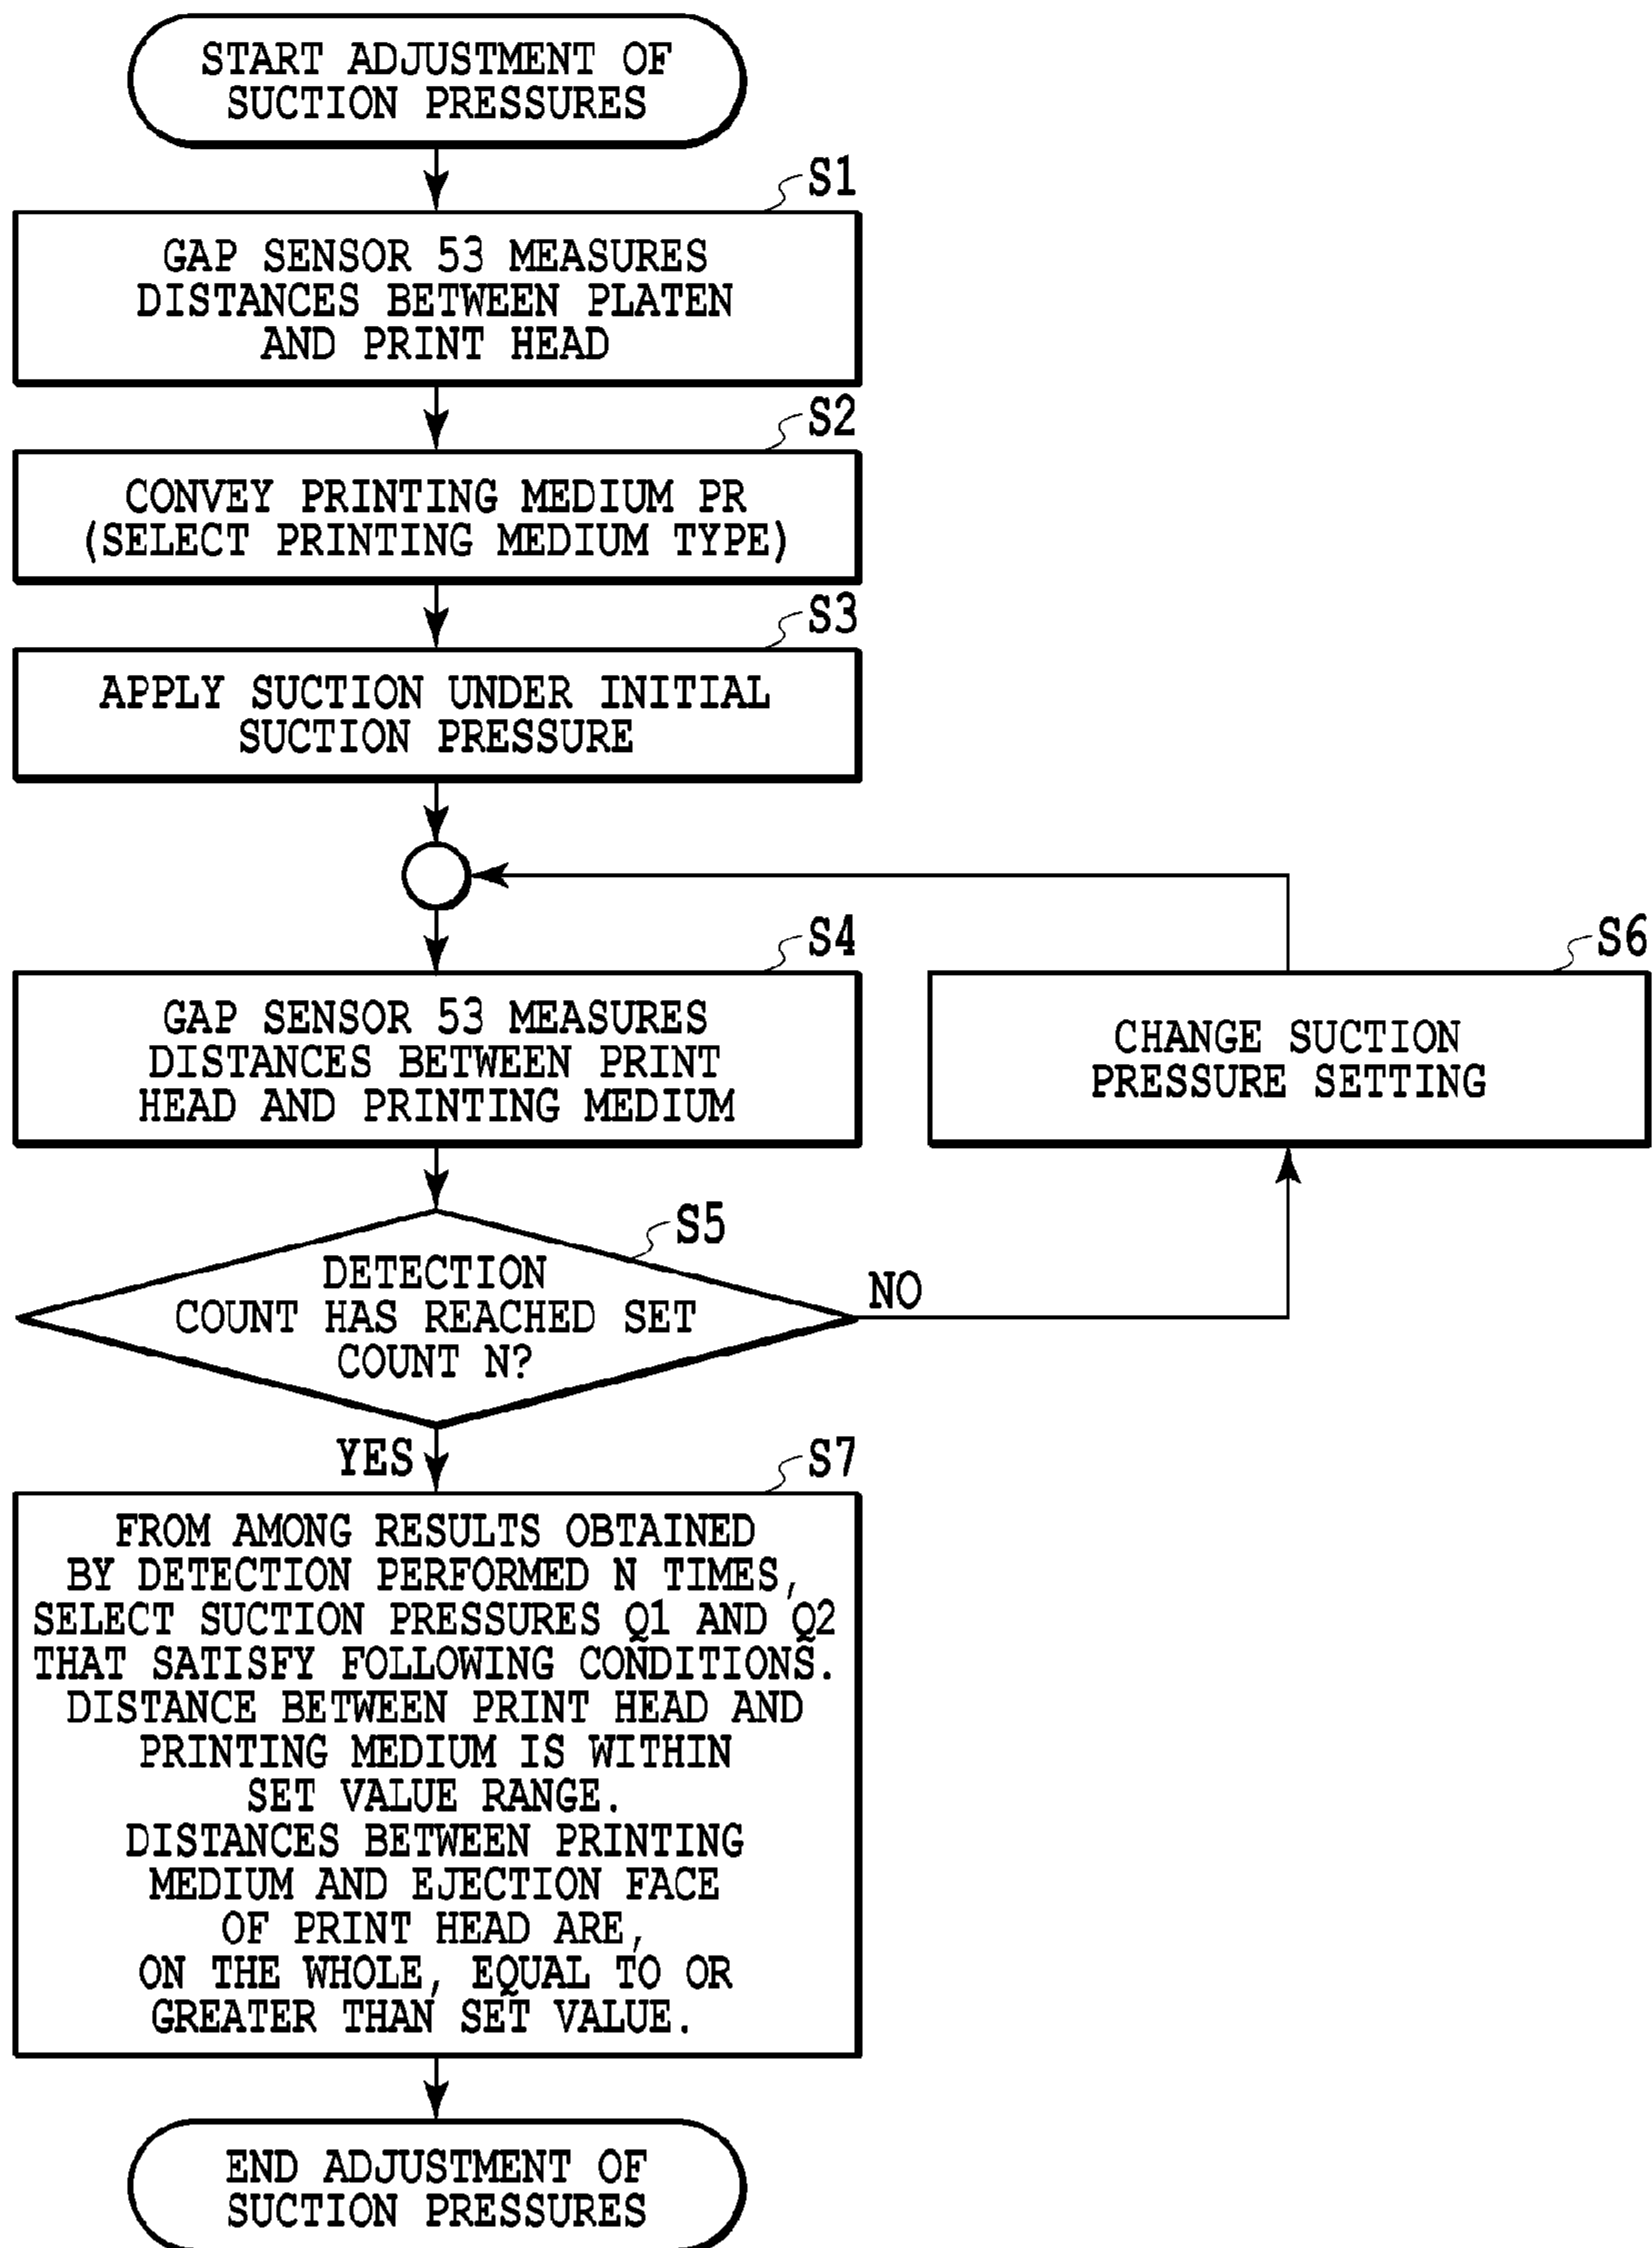 START ADJUSTMENT OF
SUCTION PRESSURES
S1
GAP SENSOR 53 MEASURES
DISTANCES BETWEEN PLATEN
AND PRINT HEAD
S2
CONVEY PRINTING MEDIUM PR
(SELECT PRINTING MEDIUM TYPE)
S3
APPLY SUCTION UNDER INITIAL
SUCTION PRESSURE
S4
GAP SENSOR 53 MEASURES
DISTANCES BETWEEN PRINT
HEAD AND PRINTING MEDIUM
S6
CHANGE SUCTION
PRESSURE SETTING
S5
DETECTION
COUNT HAS REACHED SET
COUNT N?
NO
YES
S7
FROM AMONG RESULTS OBTAINED
BY DETECTION PERFORMED N TIMES,
SELECT SUCTION PRESSURES Q1 AND Q2
THAT SATISFY FOLLOWING CONDITIONS.
DISTANCE BETWEEN PRINT HEAD AND
PRINTING MEDIUM IS WITHIN
SET VALUE RANGE.
DISTANCES BETWEEN PRINTING
MEDIUM AND EJECTION FACE
OF PRINT HEAD ARE,
ON THE WHOLE, EQUAL TO OR
GREATER THAN SET VALUE.
END ADJUSTMENT OF
SUCTION PRESSURES